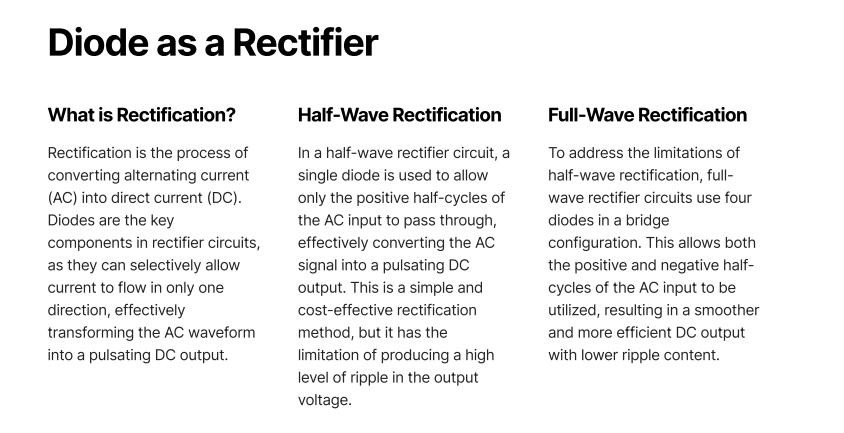 Diode as a Rectifier
What is Rectification?
Rectification is the process of
converting alternating current
(AC) into direct current (DC).
Diodes are the key
components in rectifier circuits,
as they can selectively allow
current to flow in only one
direction, effectively
transforming the AC waveform
into a pulsating DC output.
Half-Wave Rectification
In a half-wave rectifier circuit, a
single diode is used to allow
only the positive half-cycles of
the AC input to pass through,
effectively converting the AC
signal into a pulsating DC
output. This is a simple and
cost-effective rectification
method, but it has the
limitation of producing a high
level of ripple in the output
voltage.
Full-Wave Rectification
To address the limitations of
half-wave rectification, full-
wave rectifier circuits use four
diodes in a bridge
configuration. This allows both
the positive and negative half-
cycles of the AC input to be
utilized, resulting in a smoother
and more efficient DC output
with lower ripple content.